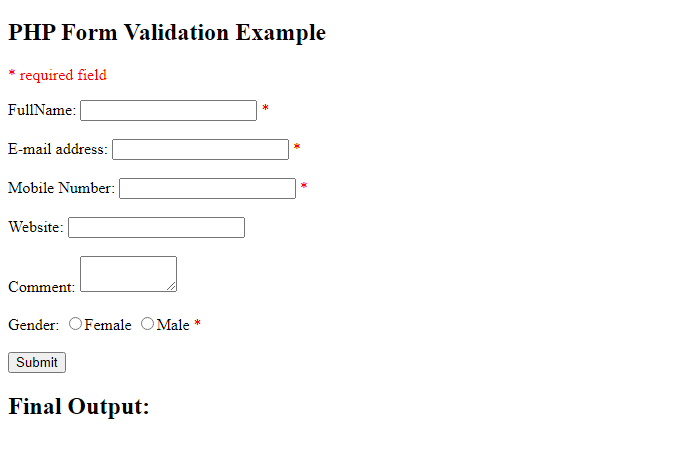 PHP Form Validation Example
* required field
FullName: *
E-mail address: *
Mobile Number: *
Website:
Comment:
Gender: Female Male *
Submit
Final Output: